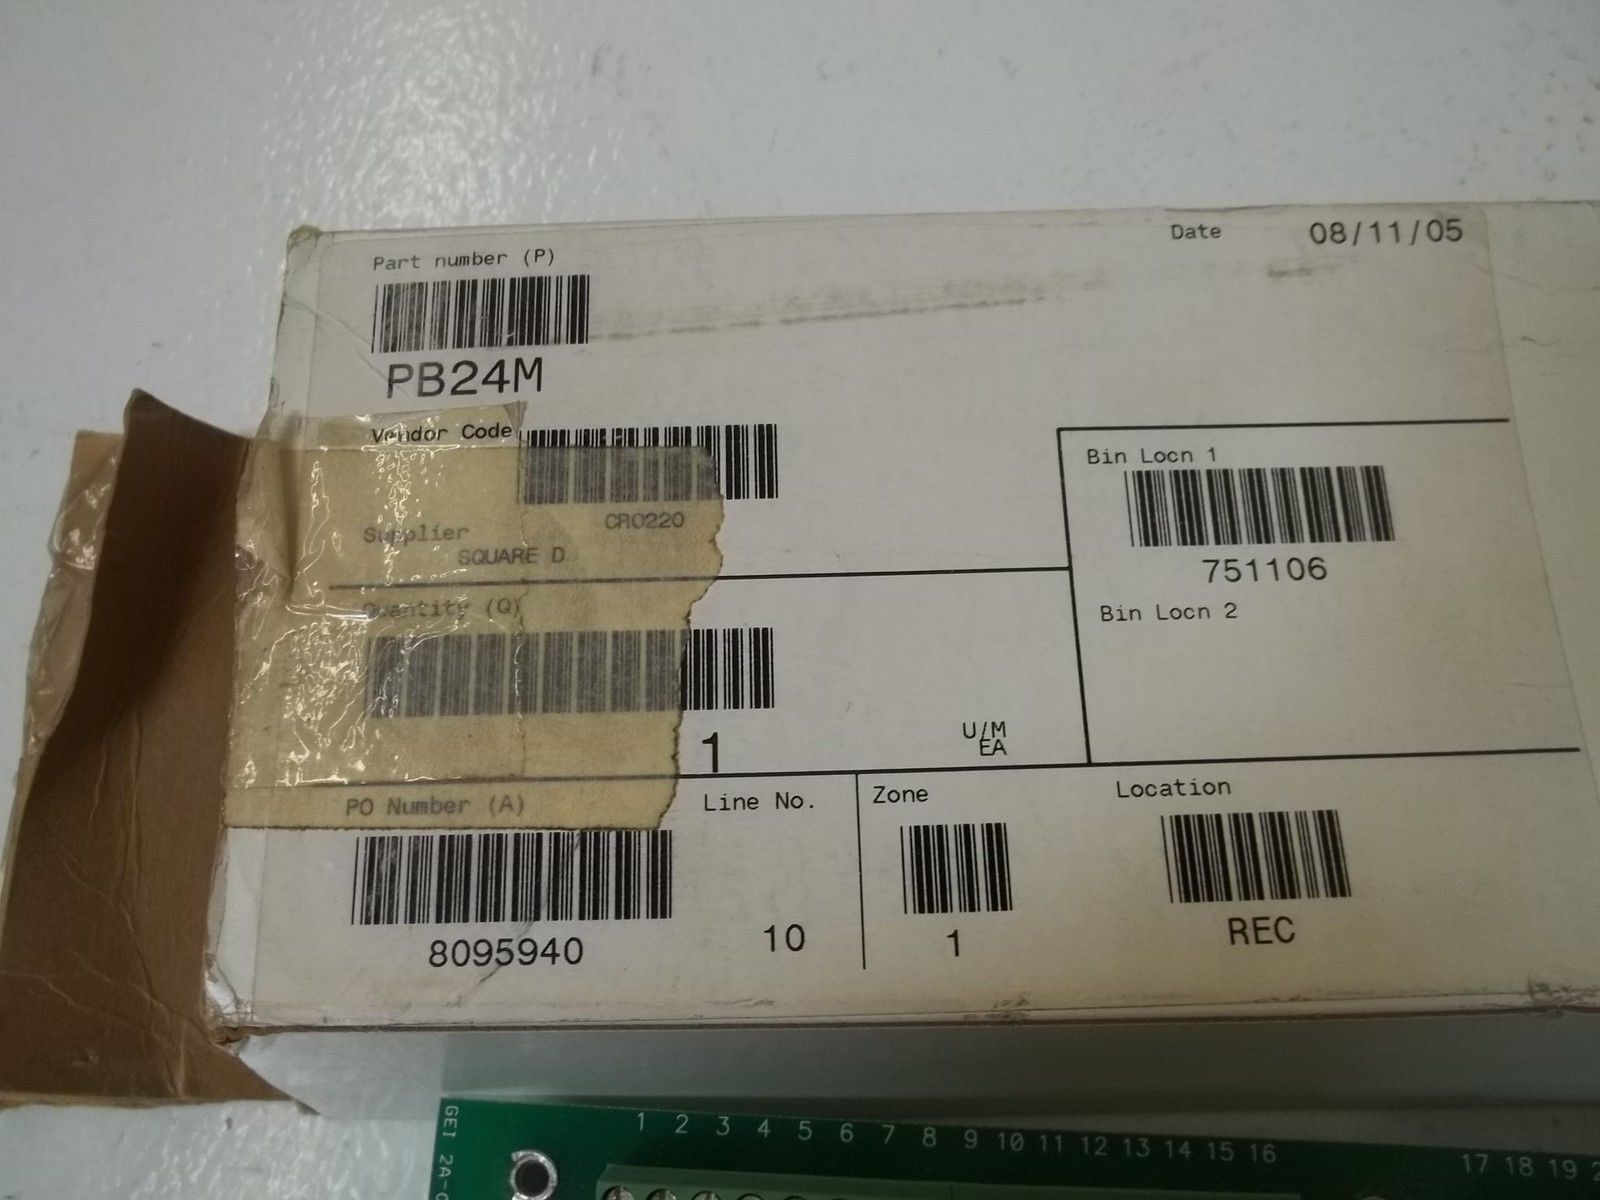 Part number (P)
Date 08/11/05
PB24M
Vendor Code
CR0220
Supplier
SQUARE D
Bin Locn 1
751106
Bin Locn 2
Quantity (Q)
1
U/M
EA
PO Number (A)
Line No.
Zone
Location
8095940
10
1
REC
GEI 2A-
1 2 3 4 5 6 7 8 9 10 11 12 13 14 15 16
17 18 19